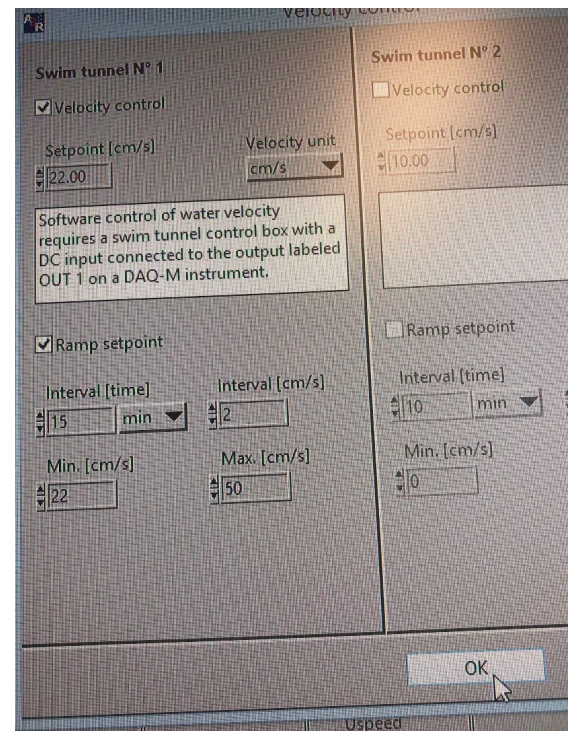 A
R
Velocity control
Swim tunnel Nº 1
Velocity control
Setpoint [cm/s]
Velocity unit
22.00
cm/s
Software control of water velocity
requires a swim tunnel control box with a
DC input connected to the output labeled
OUT 1 on a DAQ-M instrument.
Ramp setpoint
Interval [time]
Interval [cm/s]
15
min
2
Min. [cm/s]
Max. [cm/s]
22
50
Swim tunnel Nº 2
Velocity control
Setpoint [cm/s]
10.00
Ramp setpoint
Interval [time]
10
min
Min. [cm/s]
0
OK
Uspeed